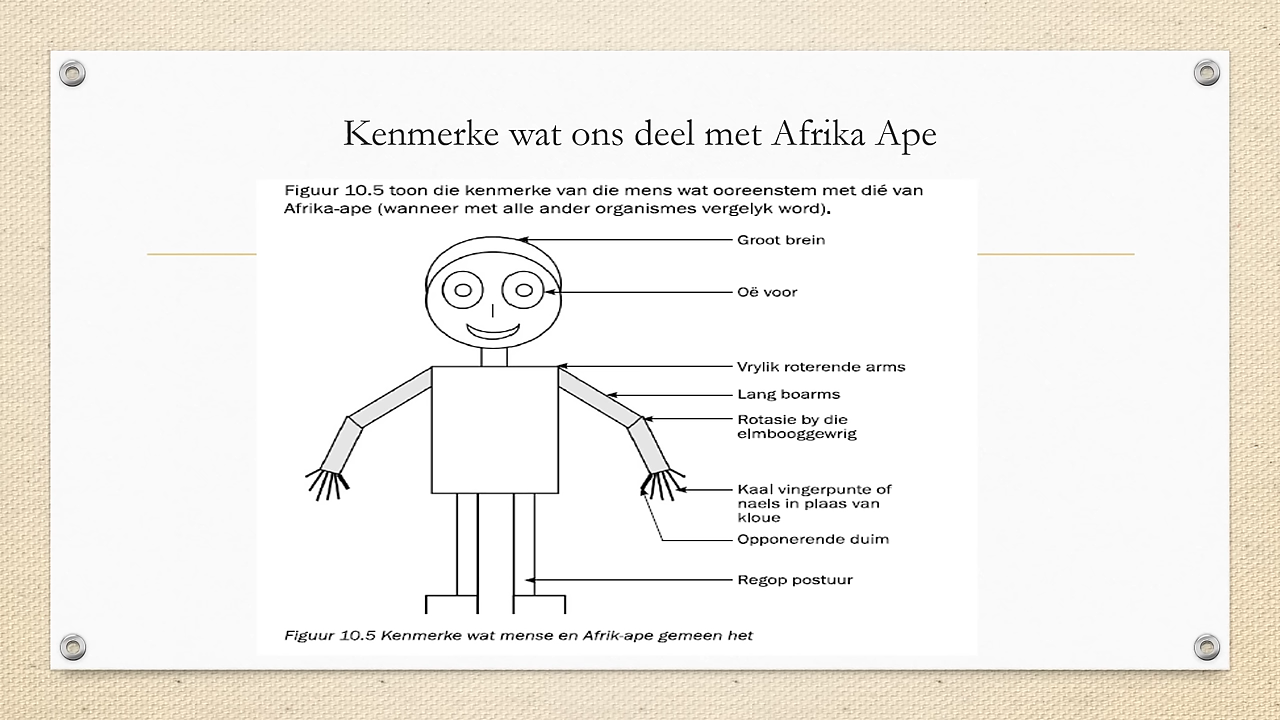 Kenmerke wat ons deel met Afrika Ape
Figuur 10.5 toon die kenmerke van die mens wat ooreenstem met dié van
Afrika-ape (wanneer met alle ander organismes vergelyk word).
Groot brein
Oë voor
Vrylik roterende arms
Lang boarms
Rotasie by die
elmbooggewrig
Kaal vingerpunte of
naels in plaas van
kloue
Opponerende duim
Regop postuur
Figuur 10.5 Kenmerke wat mense en Afrik-ape gemeen het